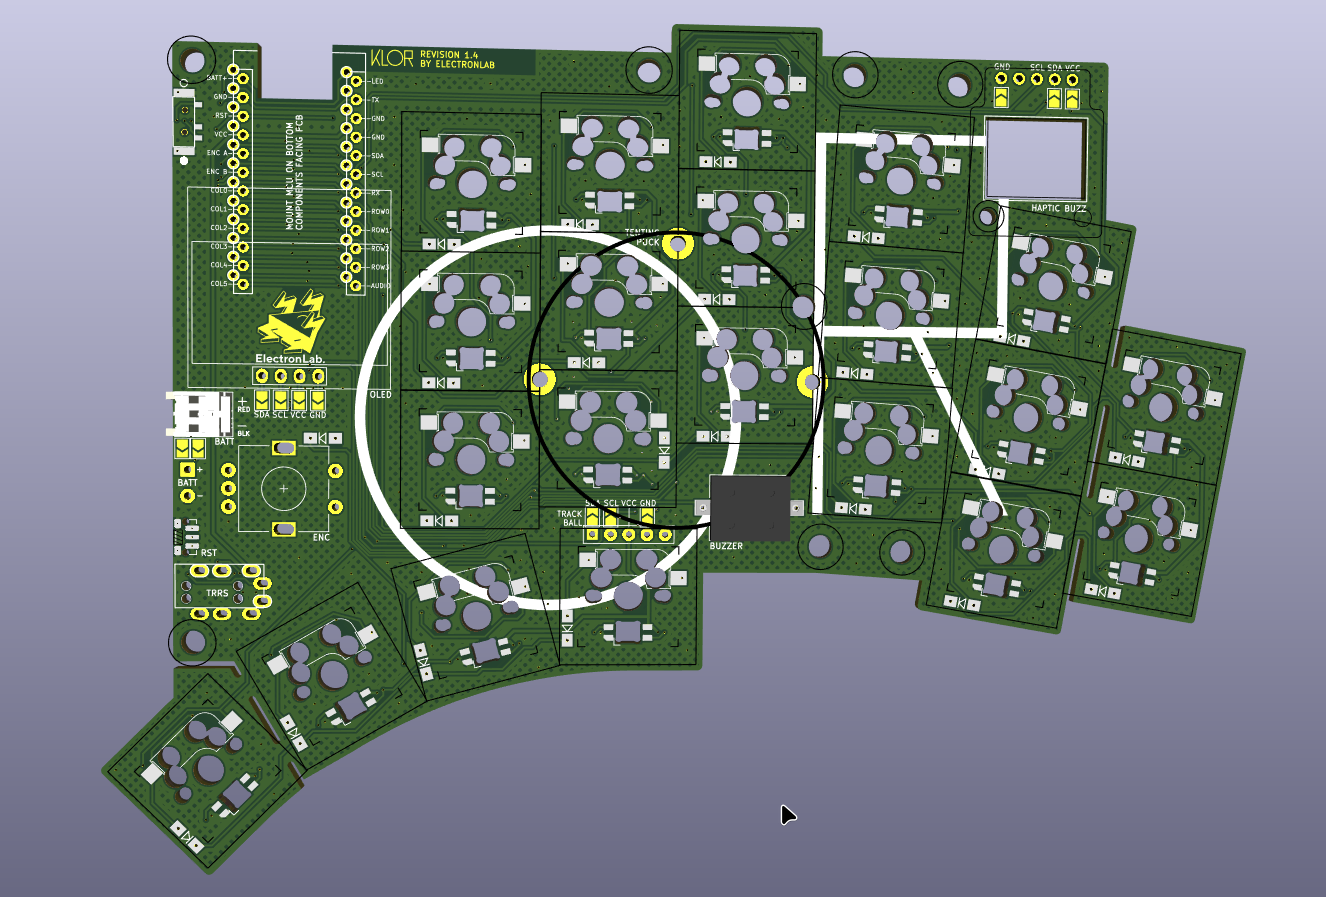 KLOR REVISION 1.4
BY ELECTRONLAB
BATT+
GND
RST
VCC
ENC A
ENC B
COL0
COL1
COL2
COL3
COL4
COL5
MOUNT MCU ON BOTTOM
COMPONENTS FACING PCB
LED
TX
GND
GND
SDA
SCL
RX
ROW0
ROW1
ROW2
ROW3
AUDIO
GND SCL SDA VCC
HAPTIC BUZZ
TENTING
PUCK
ElectronLab.
OLED
SDA SCL VCC GND
+ RED
- BLK
BATT
+
BATT
-
ENC
RST
TRRS
SDA SCL VCC GND
TRACK
BALL
BUZZER
R